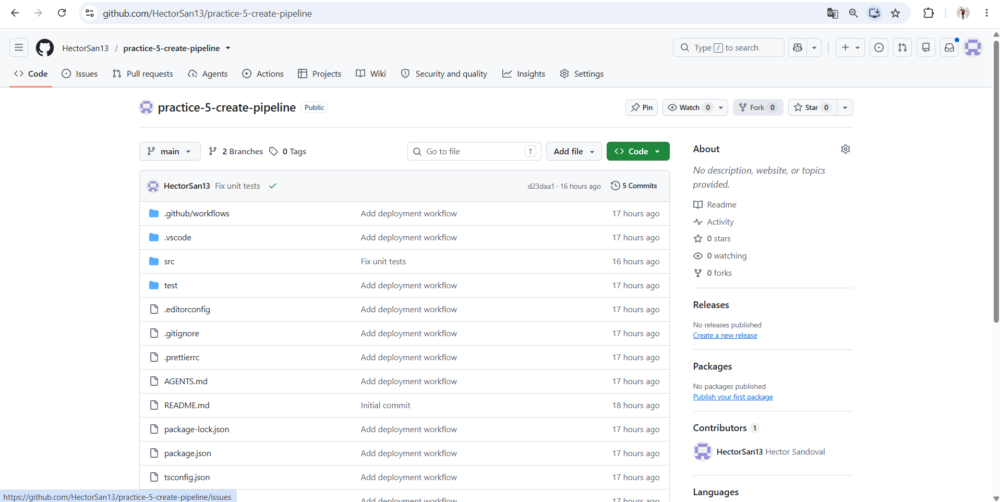 github.com/HectorSan13/practice-5-create-pipeline
HectorSan13 / practice-5-create-pipeline
Type / to search
Code Issues Pull requests Agents Actions Projects Wiki Security and quality Insights Settings
practice-5-create-pipeline Public
Pin Watch 0 Fork 0 Star 0
main 2 Branches 0 Tags Go to file T Add file Code
HectorSan13 Fix unit tests d23daa1 · 16 hours ago 5 Commits
.github/workflows Add deployment workflow 17 hours ago
.vscode Add deployment workflow 17 hours ago
src Fix unit tests 16 hours ago
test Add deployment workflow 17 hours ago
.editorconfig Add deployment workflow 17 hours ago
.gitignore Add deployment workflow 17 hours ago
.prettierrc Add deployment workflow 17 hours ago
AGENTS.md Add deployment workflow 17 hours ago
README.md Initial commit 18 hours ago
package-lock.json Add deployment workflow 17 hours ago
package.json Add deployment workflow 17 hours ago
tsconfig.json Add deployment workflow 17 hours ago
Add deployment workflow 17 hours ago
About
No description, website, or topics
provided.
Readme
Activity
0 stars
0 watching
0 forks
Releases
No releases published
Create a new release
Packages
No packages published
Publish your first package
Contributors 1
HectorSan13 Hector Sandoval
Languages
https://github.com/HectorSan13/practice-5-create-pipeline/issues